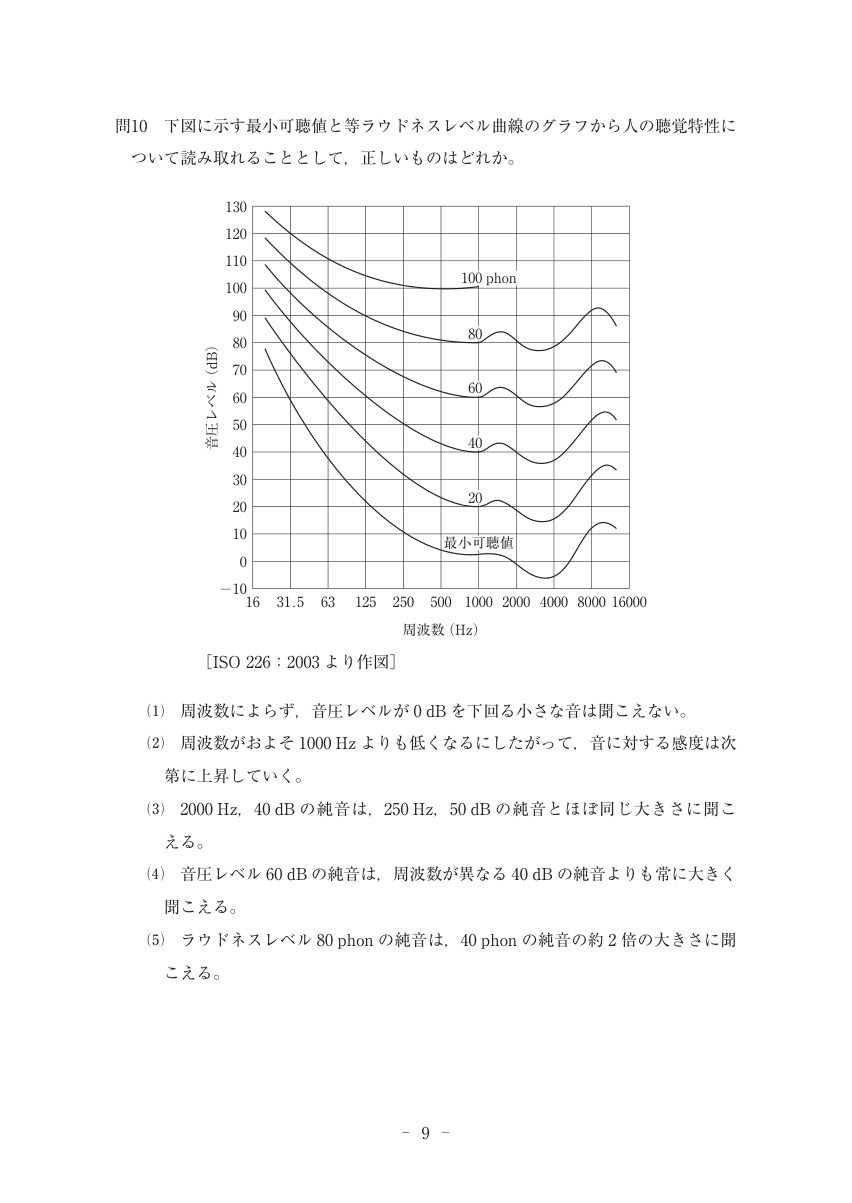 問10　下図に示す最小可聴値と等ラウドネスレベル曲線のグラフから人の聴覚特性に
ついて読み取れることとして，正しいものはどれか。
130
120
110
100
90
80
70
60
50
40
30
20
10
0
−10
音圧レベル（dB）
100 phon
80
60
40
20
最小可聴値
16 31.5 63 125 250 500 1000 2000 4000 8000 16000
周波数（Hz）
［ISO 226：2003 より作図］
⑴　周波数によらず，音圧レベルが 0 dB を下回る小さな音は聞こえない。
⑵　周波数がおよそ 1000 Hz よりも低くなるにしたがって，音に対する感度は次
第に上昇していく。
⑶　2000 Hz，40 dB の純音は，250 Hz，50 dB の純音とほぼ同じ大きさに聞こ
える。
⑷　音圧レベル 60 dB の純音は，周波数が異なる 40 dB の純音よりも常に大きく
聞こえる。
⑸　ラウドネスレベル 80 phon の純音は，40 phon の純音の約 2 倍の大きさに聞
こえる。
－ 9 －